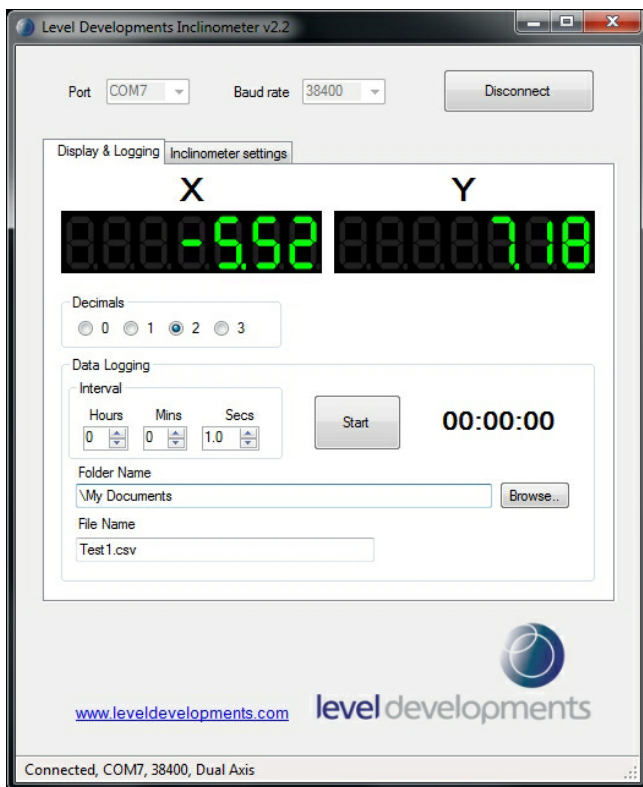 Level Developments Inclinometer v2.2
Port COM7 Baud rate 38400 Disconnect
Display & Logging Inclinometer settings
X Y
-5.52 7.18
Decimals
0 1 2 3
Data Logging
Interval
Hours Mins Secs
0 0 1.0 Start 00:00:00
Folder Name
\My Documents Browse..
File Name
Test1.csv
www.leveldevelopments.com level developments
Connected, COM7, 38400, Dual Axis